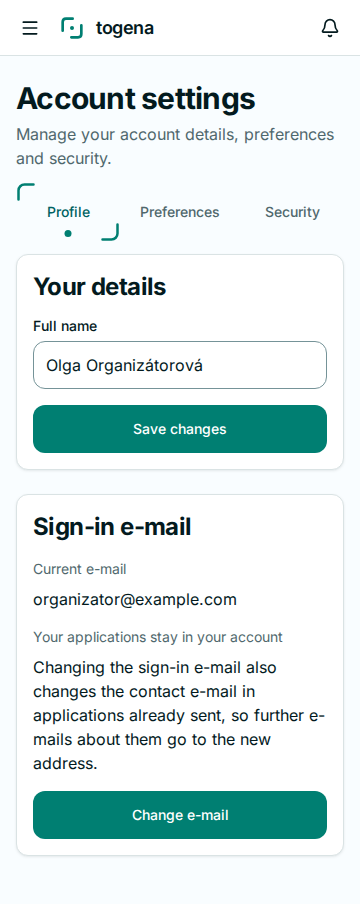 togena
Account settings
Manage your account details, preferences
and security.
Profile
Preferences
Security
Your details
Full name
Olga Organizátorová
Save changes
Sign-in e-mail
Current e-mail
organizator@example.com
Your applications stay in your account
Changing the sign-in e-mail also
changes the contact e-mail in
applications already sent, so further e-
mails about them go to the new
address.
Change e-mail